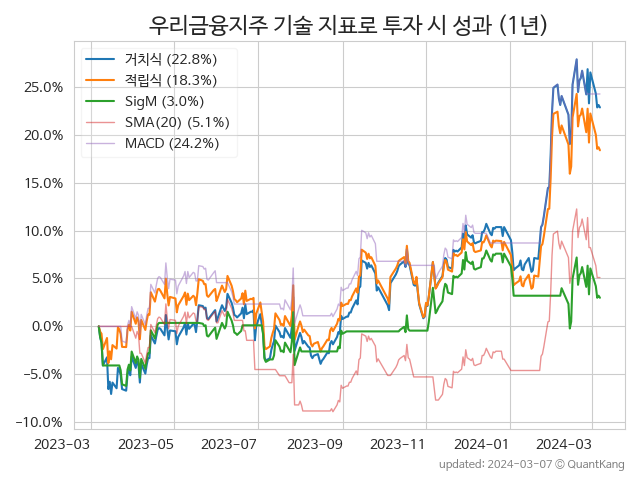 우리금융지주 기술 지표로 투자 시 성과 (1년)
거치식 (22.8%)
적립식 (18.3%)
SigM (3.0%)
SMA(20) (5.1%)
MACD (24.2%)
25.0%
20.0%
15.0%
10.0%
5.0%
0.0%
−5.0%
−10.0%
2023-03 2023-05 2023-07 2023-09 2023-11 2024-01 2024-03
updated: 2024-03-07 © QuantKang